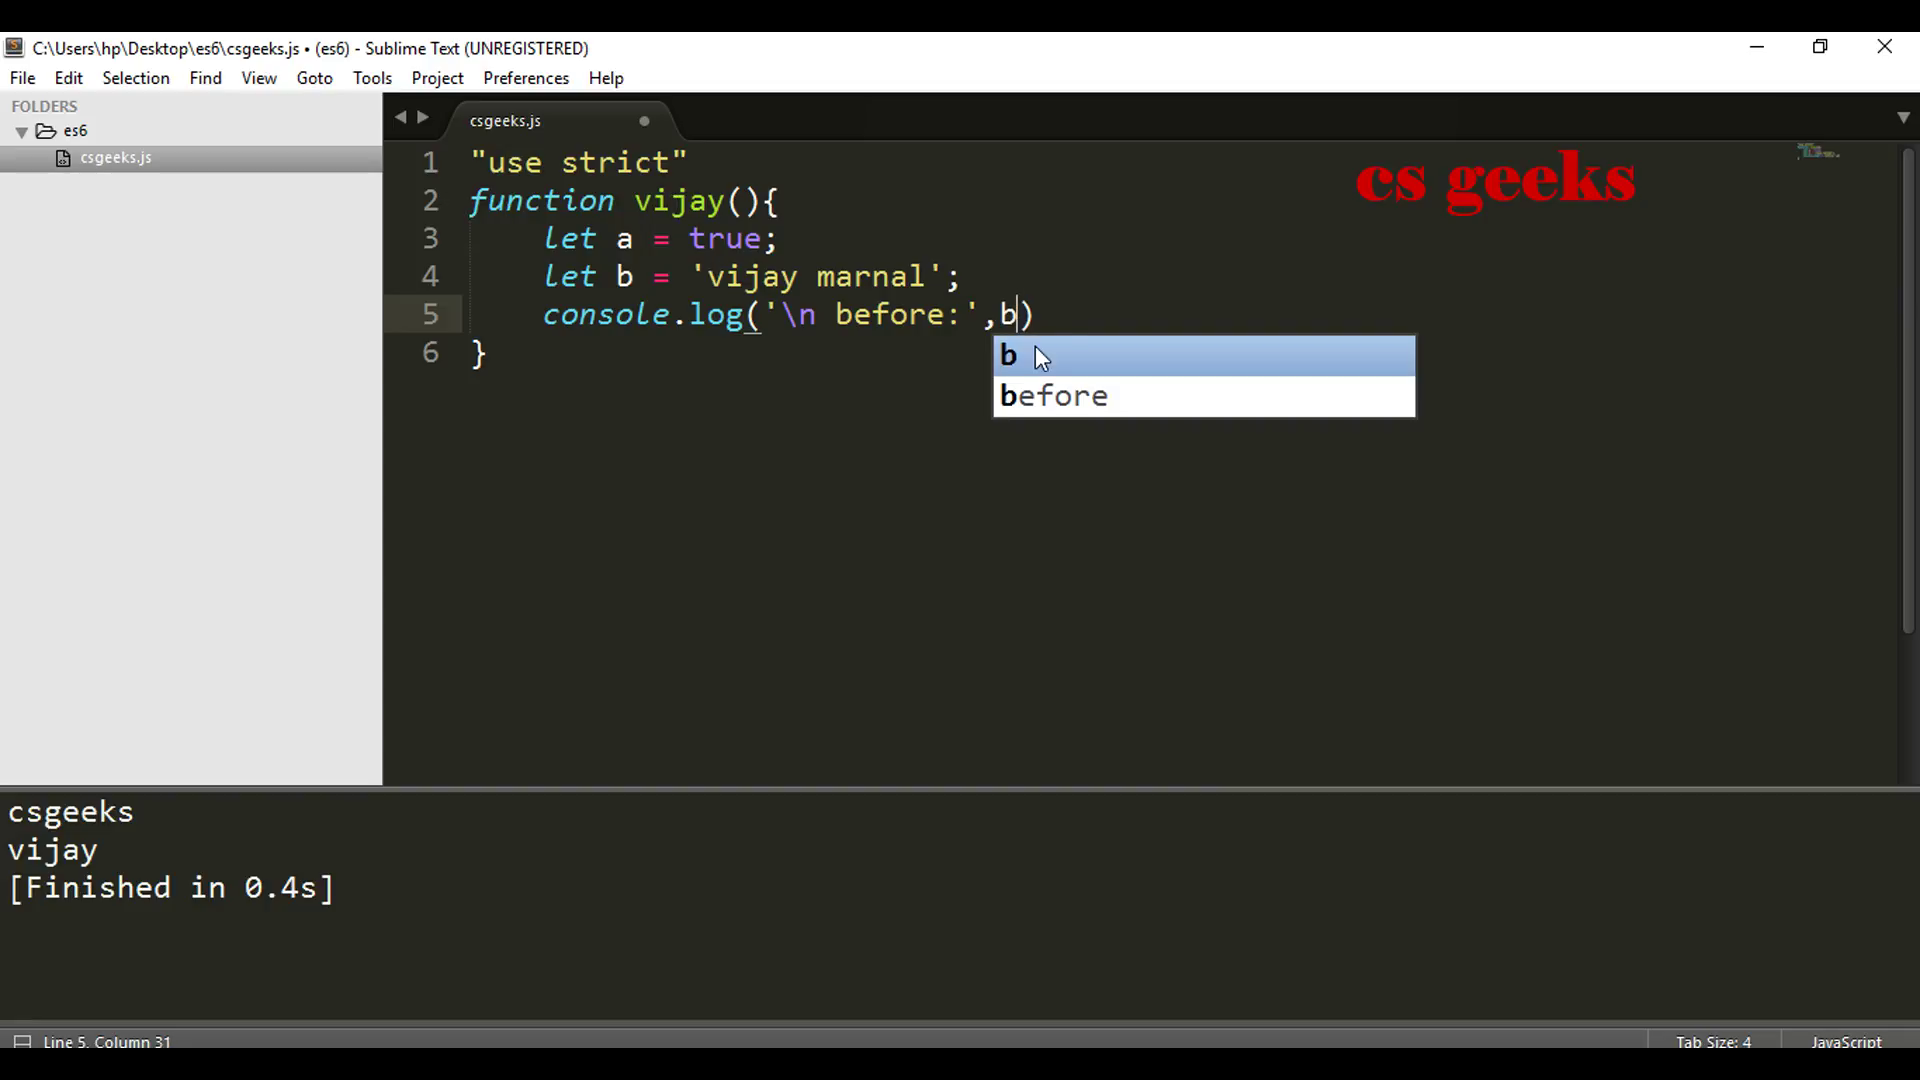 C:\Users\hp\Desktop\es6\csgeeks.js • (es6) - Sublime Text (UNREGISTERED)
File Edit Selection Find View Goto Tools Project Preferences Help
FOLDERS
es6
csgeeks.js
csgeeks.js
cs geeks
1 "use strict"
2 function vijay(){
3 let a = true;
4 let b = 'vijay marnal';
5 console.log('\n before:',b)
6 }
b
before
csgeeks
vijay
[Finished in 0.4s]
Line 5, Column 31
Tab Size: 4
JavaScript